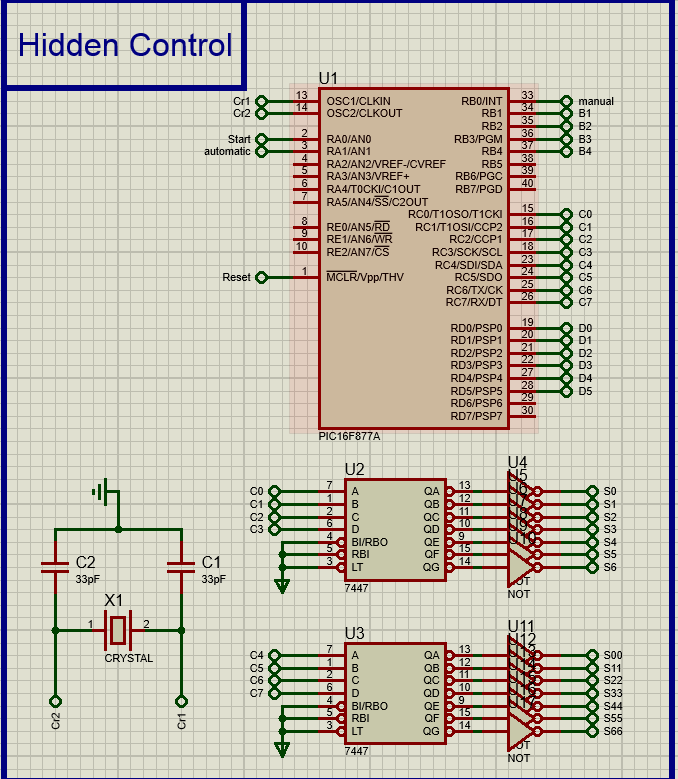 Hidden Control
U1
Cr1 13 OSC1/CLKIN RB0/INT 33 manual
Cr2 14 OSC2/CLKOUT RB1 34 B1
RB2 35 B2
Start 2 RA0/AN0 RB3/PGM 36 B3
automatic 3 RA1/AN1 RB4 37 B4
4 RA2/AN2/VREF-/CVREF RB5 38
5 RA3/AN3/VREF+ RB6/PGC 39
6 RA4/T0CKI/C1OUT RB7/PGD 40
7 RA5/AN4/SS/C2OUT
RC0/T1OSO/T1CKI 15 C0
8 RE0/AN5/RD RC1/T1OSI/CCP2 16 C1
9 RE1/AN6/WR RC2/CCP1 17 C2
10 RE2/AN7/CS RC3/SCK/SCL 18 C3
RC4/SDI/SDA 23 C4
Reset 1 MCLR/Vpp/THV RC5/SDO 24 C5
RC6/TX/CK 25 C6
RC7/RX/DT 26 C7
RD0/PSP0 19 D0
RD1/PSP1 20 D1
RD2/PSP2 21 D2
RD3/PSP3 22 D3
RD4/PSP4 27 D4
RD5/PSP5 28 D5
RD6/PSP6 29
RD7/PSP7 30
PIC16F877A
U2 U4
U5
C0 7 A QA 13 S0
C1 1 B QB 12 S1
C2 2 C QC 11 S2
C3 6 D QD 10 S3
4 BI/RBO QE 9 S4
5 RBI QF 15 S5
3 LT QG 14 S6
7447 NOT
C2 33pF
C1 33pF
X1
1 2
CRYSTAL
Cr2 Cr1
U3 U11
U12
C4 7 A QA 13 S00
C5 1 B QB 12 S11
C6 2 C QC 11 S22
C7 6 D QD 10 S33
4 BI/RBO QE 9 S44
5 RBI QF 15 S55
3 LT QG 14 S66
7447 NOT